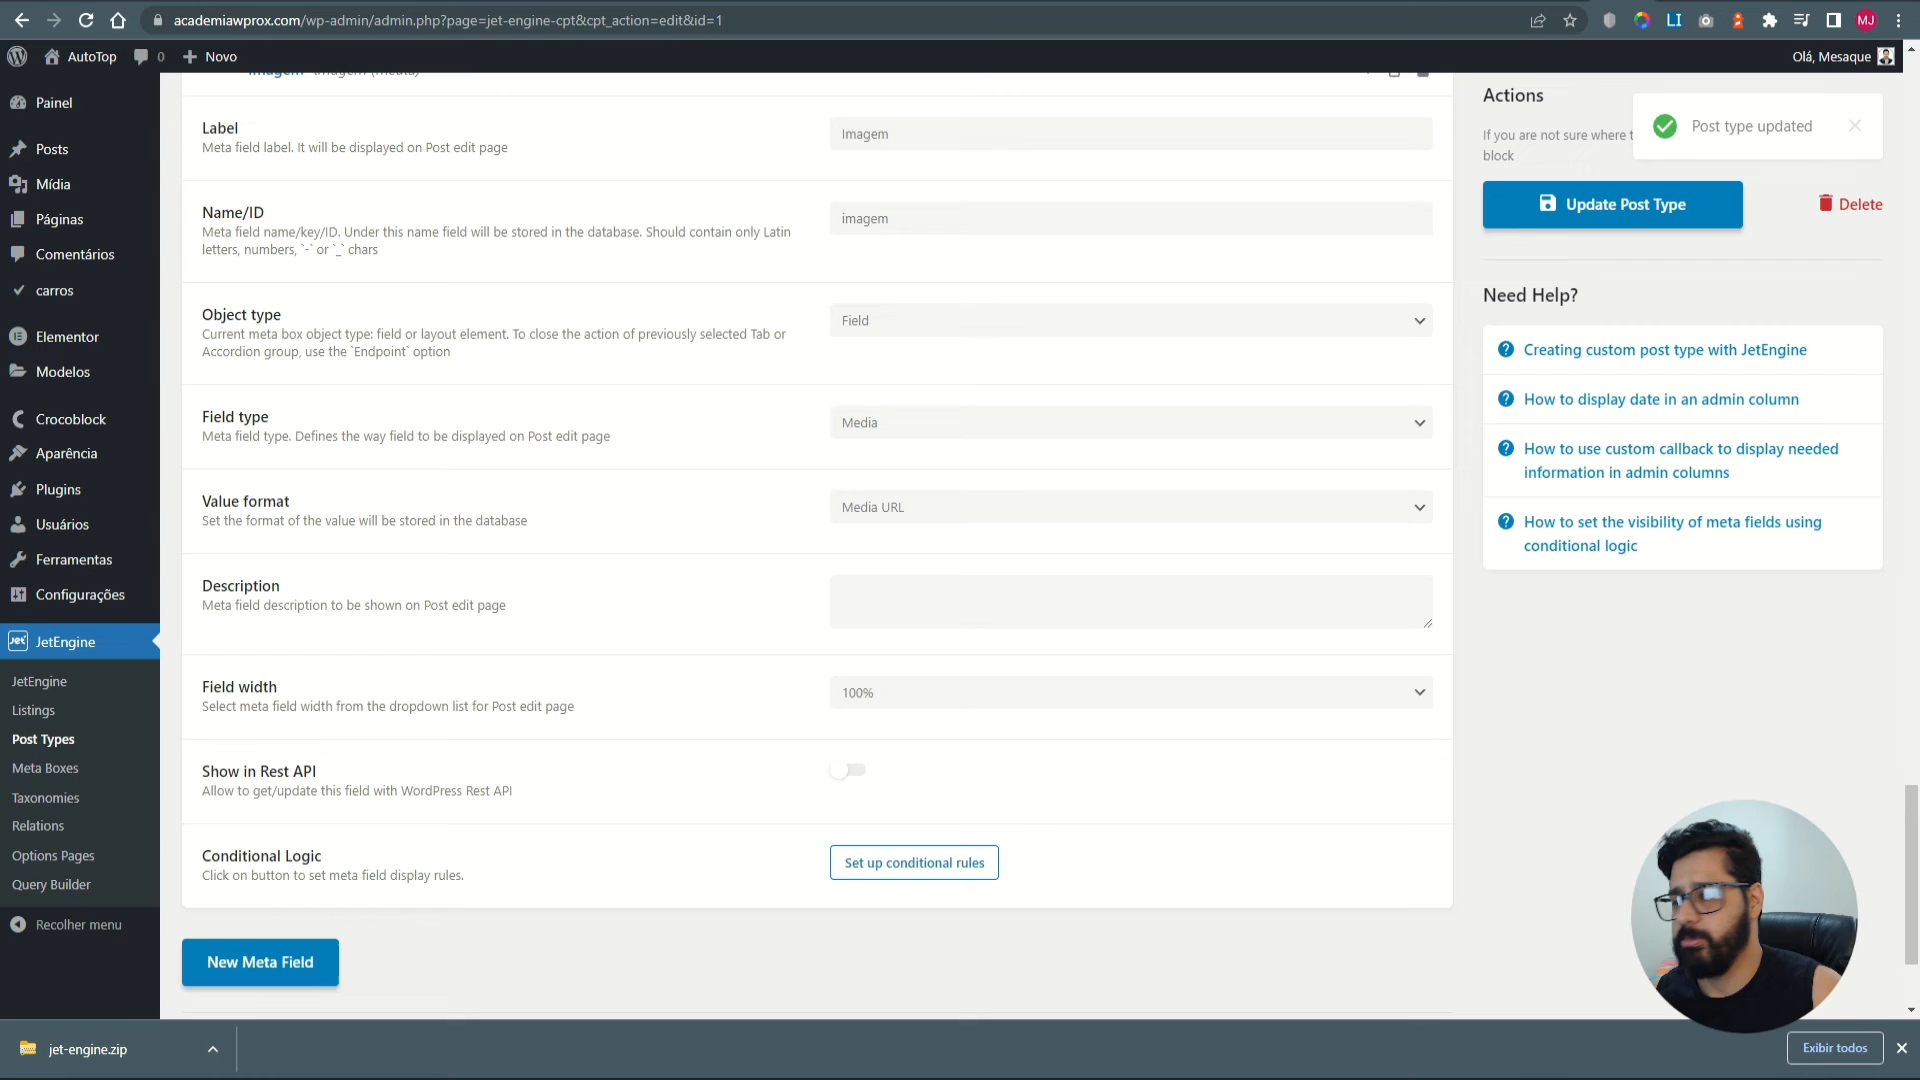 academiawprox.com/wp-admin/admin.php?page=jet-engine-cpt&cpt_action=edit&id=1
LI
MJ
AutoTop
0
Novo
Olá, Mesaque
Painel
Posts
Mídia
Páginas
Comentários
carros
Elementor
Modelos
Crocoblock
Aparência
Plugins
Usuários
Ferramentas
Configurações
Jet
JetEngine
JetEngine
Listings
Post Types
Meta Boxes
Taxonomies
Relations
Options Pages
Query Builder
Recolher menu
Label
Meta field label. It will be displayed on Post edit page
Imagem
Name/ID
Meta field name/key/ID. Under this name field will be stored in the database. Should contain only Latin
letters, numbers, `-` or `_` chars
imagem
Object type
Current meta box object type: field or layout element. To close the action of previously selected Tab or
Accordion group, use the `Endpoint` option
Field
Field type
Meta field type. Defines the way field to be displayed on Post edit page
Media
Value format
Set the format of the value will be stored in the database
Media URL
Description
Meta field description to be shown on Post edit page
Field width
Select meta field width from the dropdown list for Post edit page
100%
Show in Rest API
Allow to get/update this field with WordPress Rest API
Conditional Logic
Click on button to set meta field display rules.
Set up conditional rules
New Meta Field
Actions
If you are not sure where
block
Post type updated
Update Post Type
Delete
Need Help?
Creating custom post type with JetEngine
How to display date in an admin column
How to use custom callback to display needed
information in admin columns
How to set the visibility of meta fields using
conditional logic
jet-engine.zip
Exibir todos